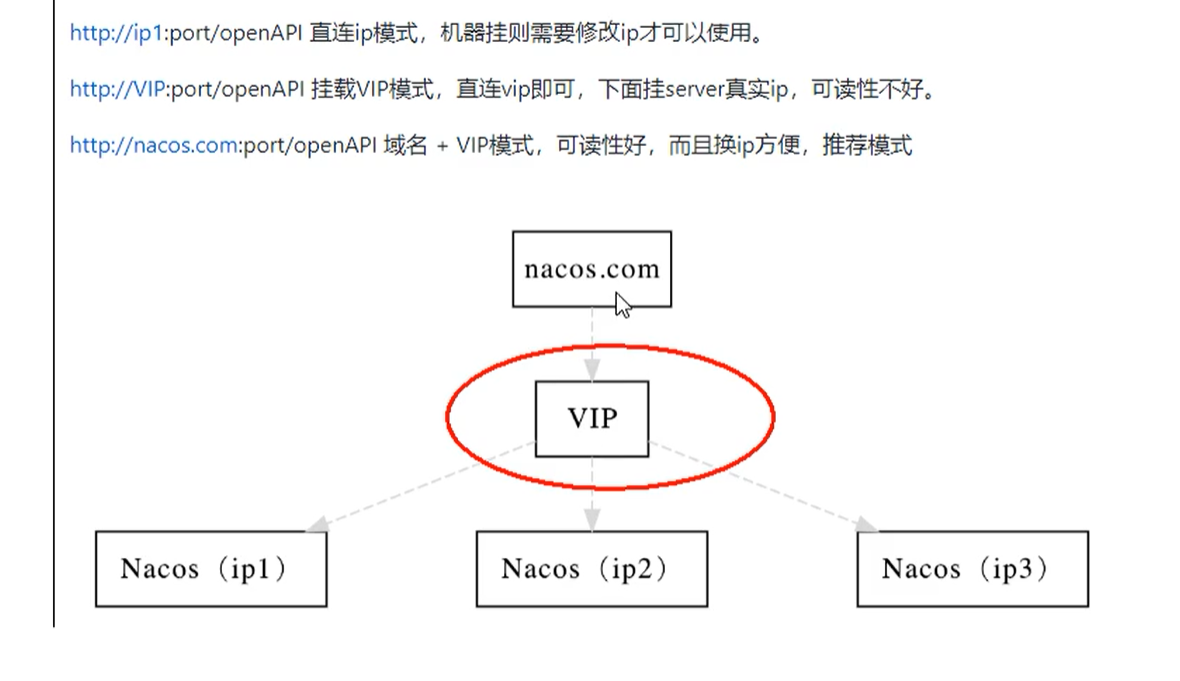 http://ip1:port/openAPI 直连ip模式，机器挂则需要修改ip才可以使用。
http://VIP:port/openAPI 挂载VIP模式，直连vip即可，下面挂server真实ip，可读性不好。
http://nacos.com:port/openAPI 域名 + VIP模式，可读性好，而且换ip方便，推荐模式
nacos.com
VIP
Nacos（ip1）
Nacos（ip2）
Nacos（ip3）